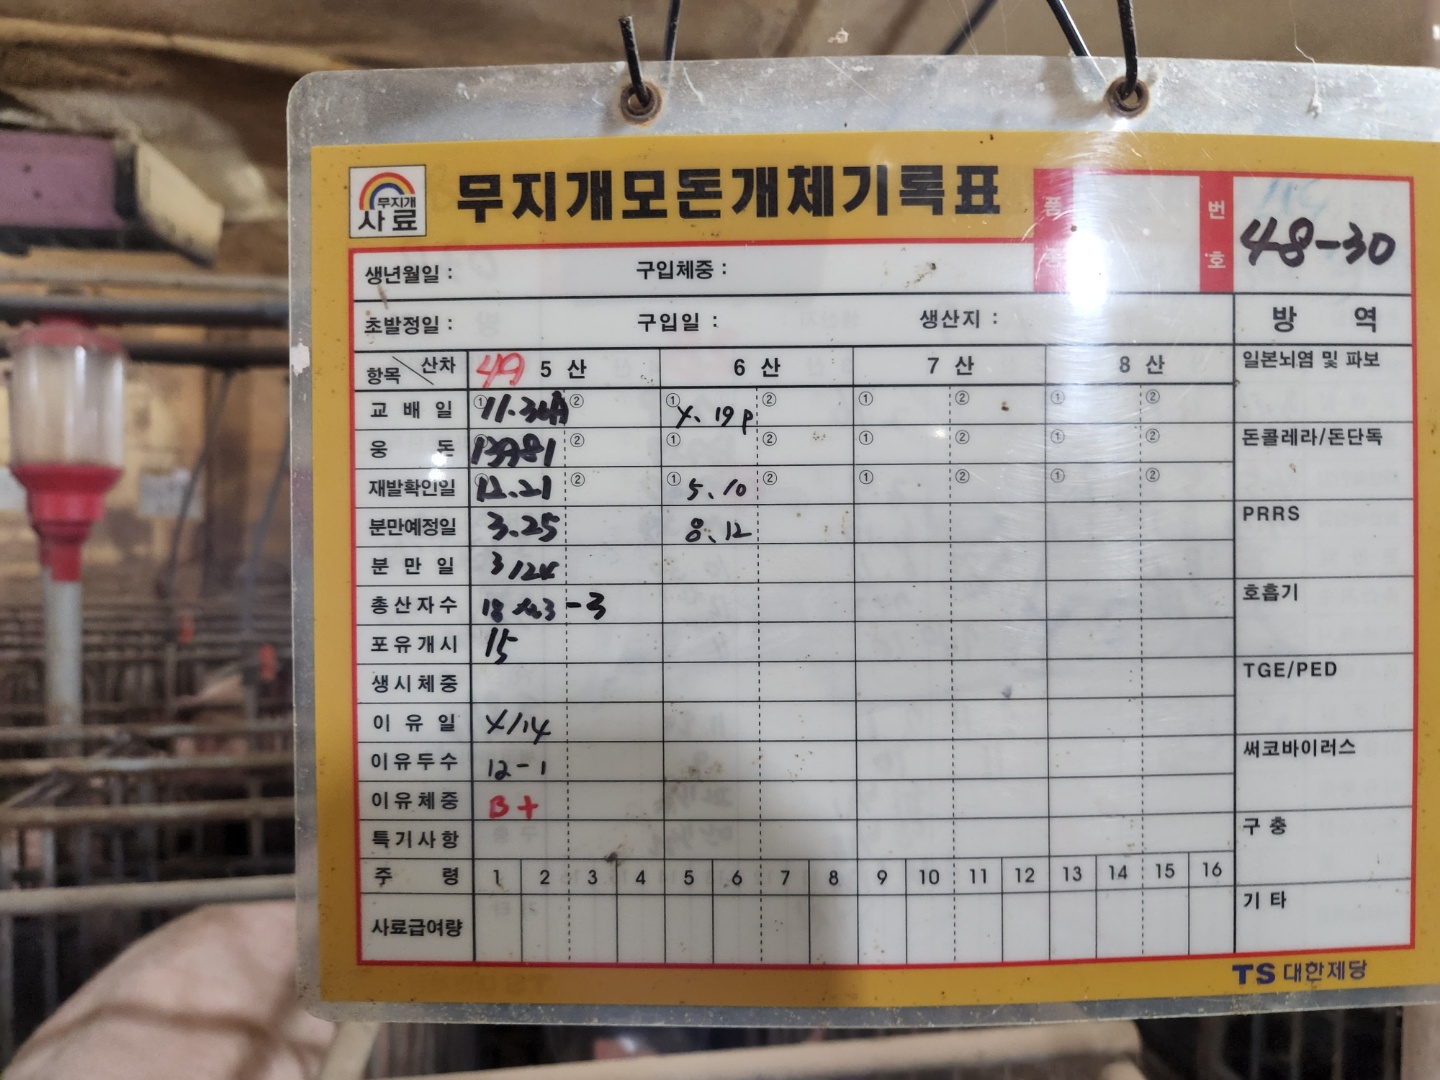 무지개
사료
무지개모돈개체기록표
품
번
호
48-30
생년월일 : 구입체중 :
초발정일 : 구입일 : 생산지 :
방 역
항목 산차 49 5 산 6 산 7 산 8 산
교 배 일 ① ② ① ② ① ② ① ②
19 P
웅 돈 ② ① ② ① ② ① ②
재발확인일 12.21 ② ① 5.10 ② ① ② ① ②
분만예정일 3.25 8.12
분 만 일
총산자수 18 -3
포유개시 15
생시체중
이 유 일 4/14
이유두수 12-1
이유체중 B+
특기사항
주 령 1 2 3 4 5 6 7 8 9 10 11 12 13 14 15 16
사료급여량
일본뇌염 및 파보
돈콜레라/돈단독
PRRS
호흡기
TGE/PED
써코바이러스
구 충
기 타
TS 대한제당